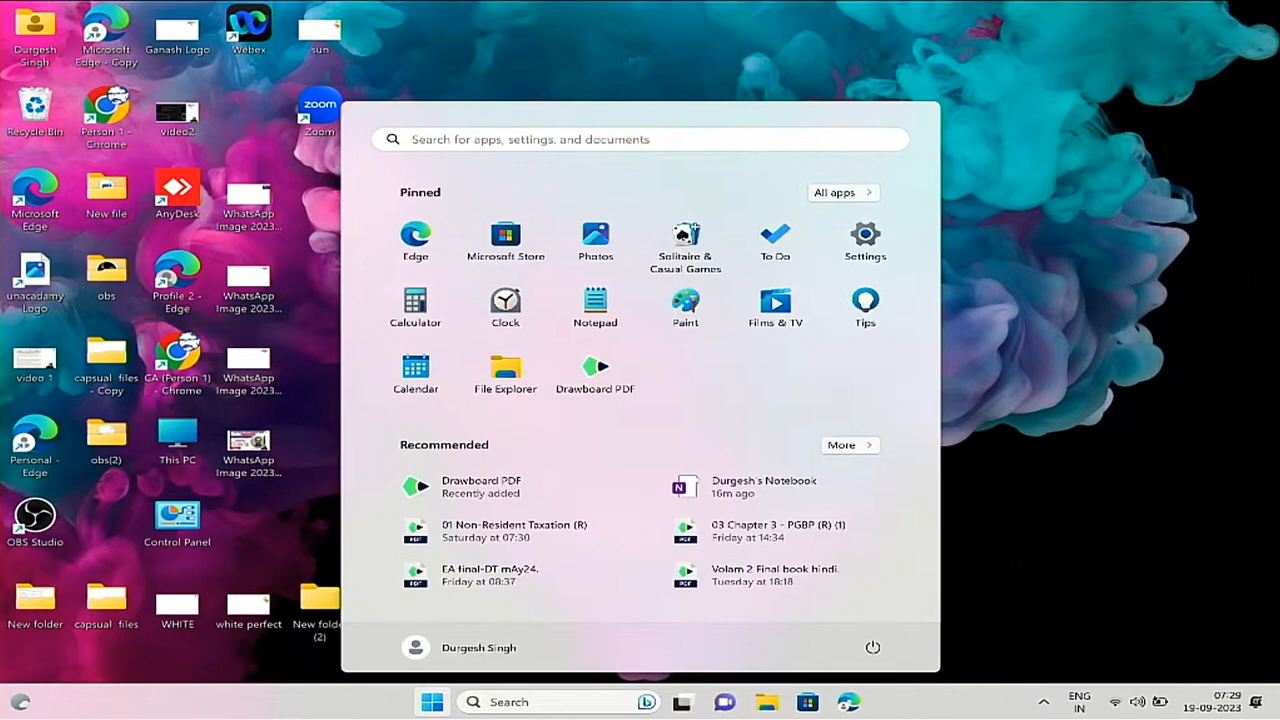 Durgesh
Singh
Microsoft
Edge - Copy
Ganash Logo
Webex
sun
Recycle Bin
Person 1 -
Chrome
video2
zoom
Zoom
Microsoft
Edge
New file
AnyDesk
WhatsApp
Image 2023...
unacadamy
Logo
obs
Profile 2 -
Edge
WhatsApp
Image 2023...
video 1
capsual files
- Copy
CA (Person 1)
- Chrome
WhatsApp
Image 2023...
Personal -
Edge
obs(2)
This PC
WhatsApp
Image 2023...
OBS Studio
Control Panel
New folder
capsual files
WHITE
white perfect
New folde
(2)
Search for apps, settings, and documents
Pinned
All apps >
Edge
Microsoft Store
Photos
Solitaire &
Casual Games
To Do
Settings
Calculator
Clock
Notepad
Paint
Films & TV
Tips
Calendar
File Explorer
Drawboard PDF
Recommended
More >
Drawboard PDF
Recently added
Durgesh's Notebook
16m ago
01 Non-Resident Taxation (R)
Saturday at 07:30
03 Chapter 3 - PGBP (R) (1)
Friday at 14:34
EA final-DT mAy24.
Friday at 08:37
Volam 2 Final book hindi.
Tuesday at 18:18
PDF
PDF
PDF
PDF
N
Durgesh Singh
Search
ENG
IN
07:29
19-09-2023